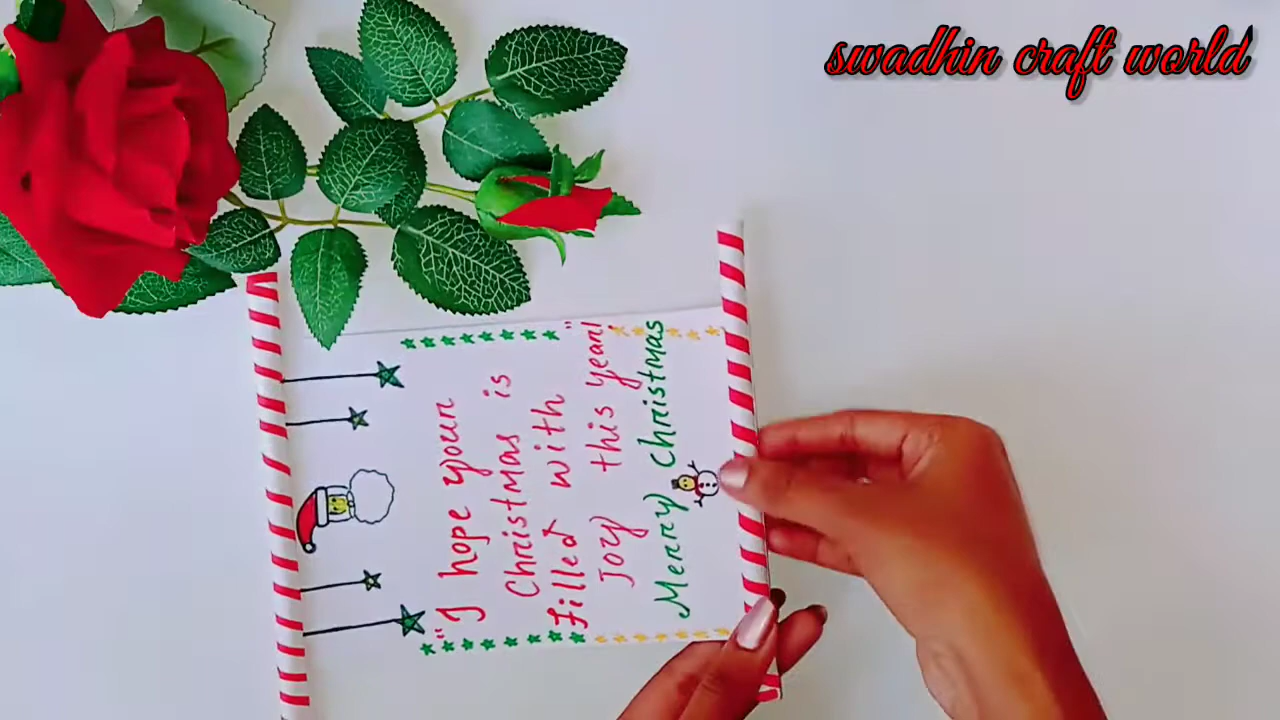 swadhin craft world
"I hope your
Christmas is
Filled with
Joy this year!"
Merry Christmas